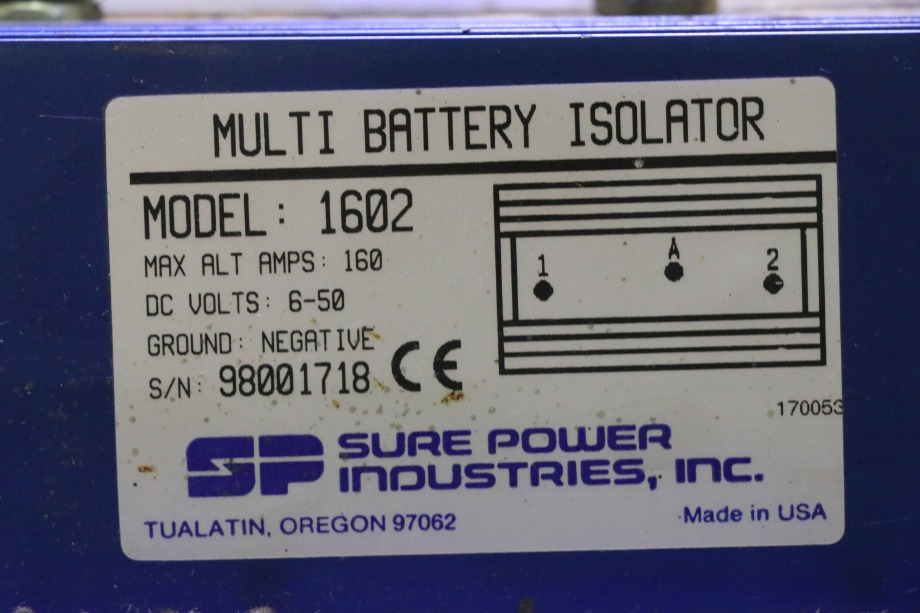 MULTI BATTERY ISOLATOR
MODEL: 1602
MAX ALT AMPS: 160
DC VOLTS: 6-50
GROUND: NEGATIVE
S/N: 98001718 CE
1 A 2
170053
SP SURE POWER
INDUSTRIES, INC.
TUALATIN, OREGON 97062
Made in USA